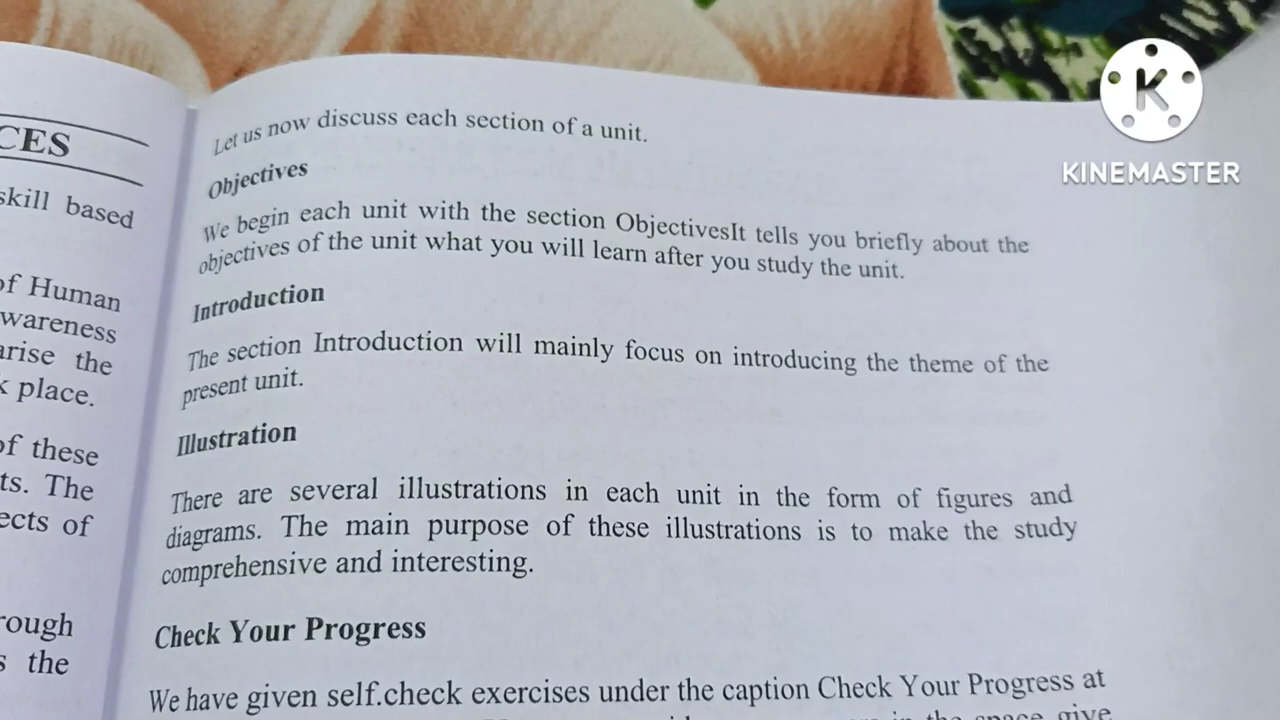 CES
skill based
of Human
wareness
arise the
k place.
of these
ts. The
ects of
rough
s the
Let us now discuss each section of a unit.
Objectives
We begin each unit with the section ObjectivesIt tells you briefly about the
objectives of the unit what you will learn after you study the unit.
Introduction
The section Introduction will mainly focus on introducing the theme of the
present unit.
Illustration
There are several illustrations in each unit in the form of figures and
diagrams. The main purpose of these illustrations is to make the study
comprehensive and interesting.
Check Your Progress
We have given self.check exercises under the caption Check Your Progress at
in the space give
K
KINEMASTER